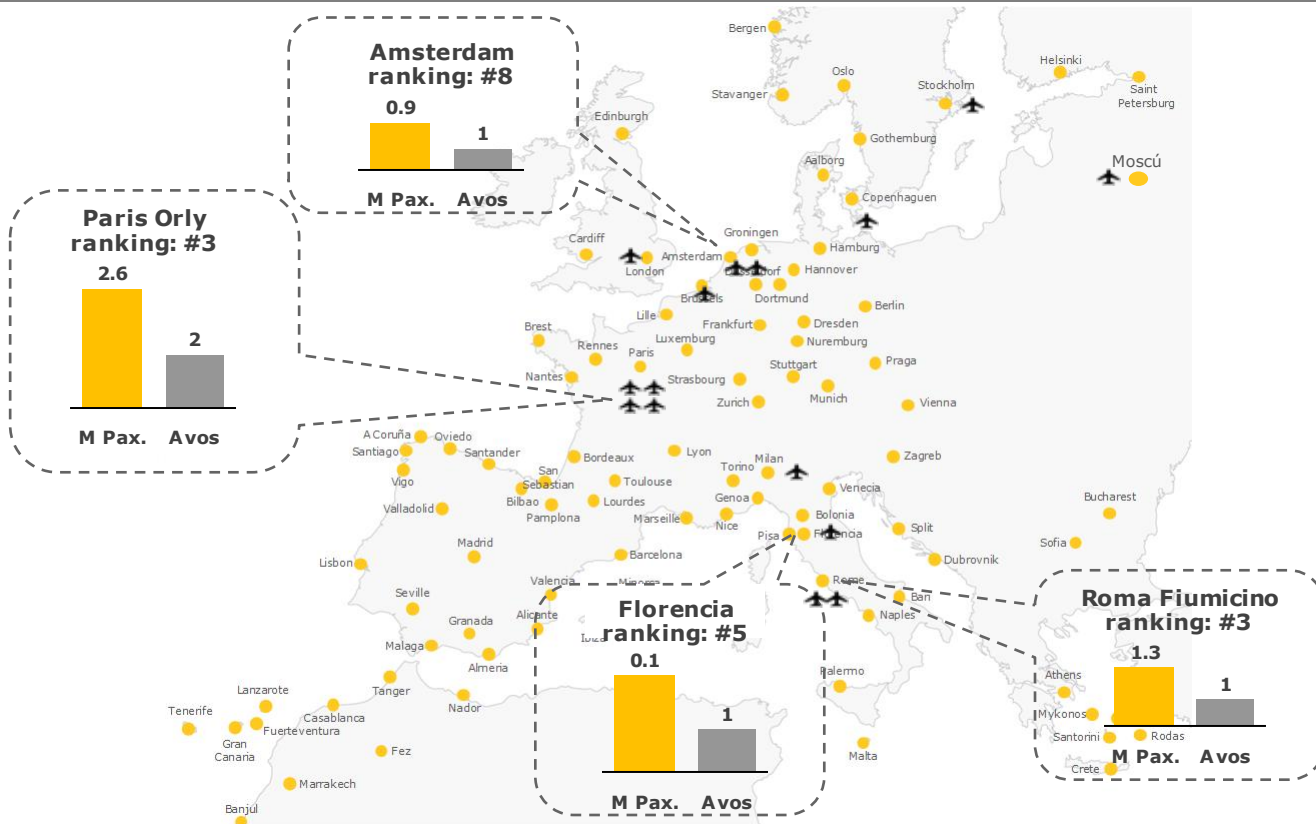 Bergen
Amsterdam
ranking: #8
0.9
1
M Pax.
Avos
Helsinki
Oslo
Stockholm
Saint
Petersburg
Stavanger
Edinburgh
Gothemburg
Moscú
Aalborg
Copenhaguen
Paris Orly
ranking: #3
2.6
2
M Pax.
Avos
Groningen
Cardiff
London
Amsterdam
Hamburg
Hannover
Brussels
Dortmund
Berlin
Lille
Frankfurt
Dresden
Brest
Luxemburg
Nuremburg
Rennes
Paris
Praga
Nantes
Strasbourg
Stuttgart
Munich
Zurich
Vienna
A Coruña
Oviedo
Santiago
Santander
Bordeaux
Lyon
Milan
Zagreb
San
Sebastian
Torino
Vigo
Toulouse
Venecia
Bilbao
Lourdes
Genoa
Bucharest
Valladolid
Pamplona
Marseille
Nice
Bolonia
Split
Pisa
Florencia
Sofia
Madrid
Barcelona
Dubrovnik
Lisbon
Valencia
Rome
Seville
Alicante
Bari
Granada
Naples
Malaga
Almeria
Florencia
ranking: #5
0.1
1
M Pax.
Avos
Roma Fiumicino
ranking: #3
1.3
1
M Pax.
Avos
Palermo
Athens
Tanger
Nador
Lanzarote
Mykonos
Tenerife
Casablanca
Fuerteventura
Santorini
Rodas
Gran
Canaria
Fez
Malta
Crete
Marrakech
Banjul